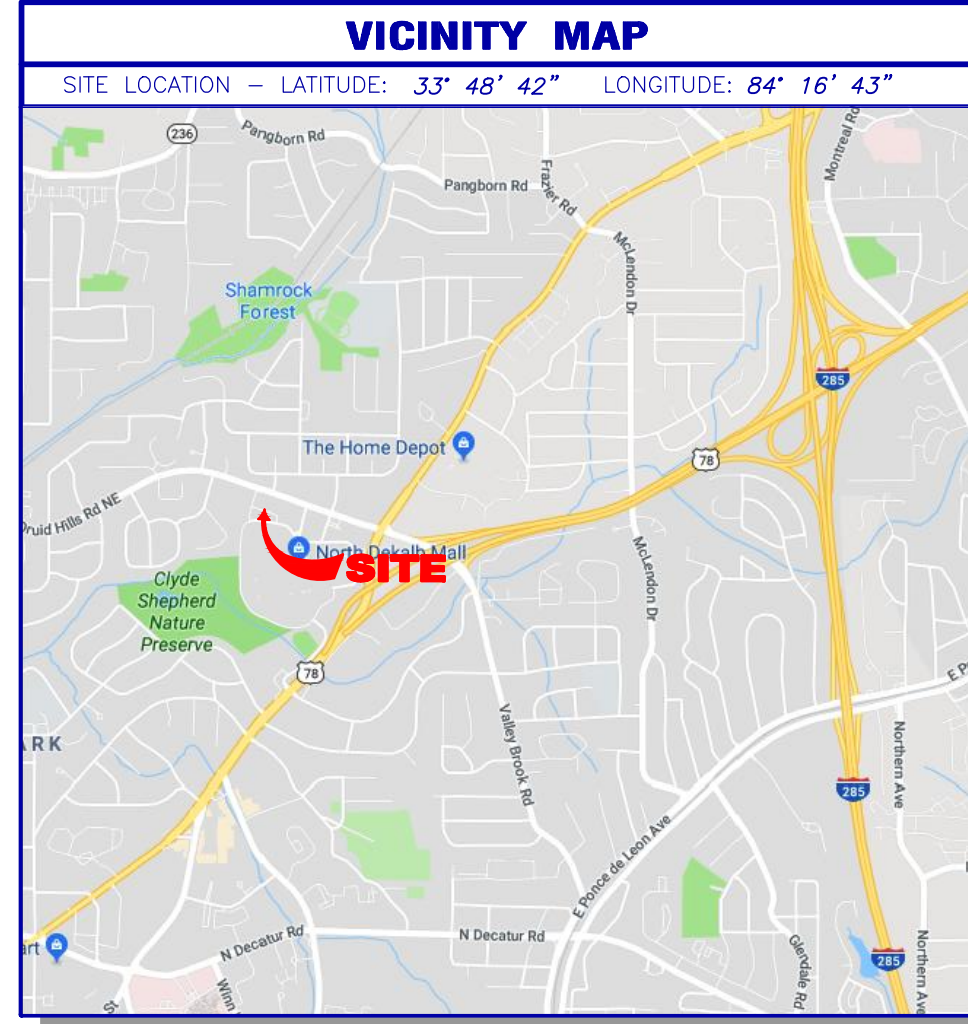 VICINITY MAP
SITE LOCATION – LATITUDE: 33° 48' 42" LONGITUDE: 84° 16' 43"
236
Pangborn Rd
Montreal Rd
Pangborn Rd
Frazier Rd
McLendon Dr
Shamrock
Forest
285
The Home Depot
78
Druid Hills Rd NE
North Dekalb Mall
SITE
McLendon Dr
Clyde
Shepherd
Nature
Preserve
78
E P
Valley Brook Rd
Northern Ave
ARK
285
E Ponce de Leon Ave
N Decatur Rd
N Decatur Rd
art
Glendale Rd
Northern Ave
285
Winn
St